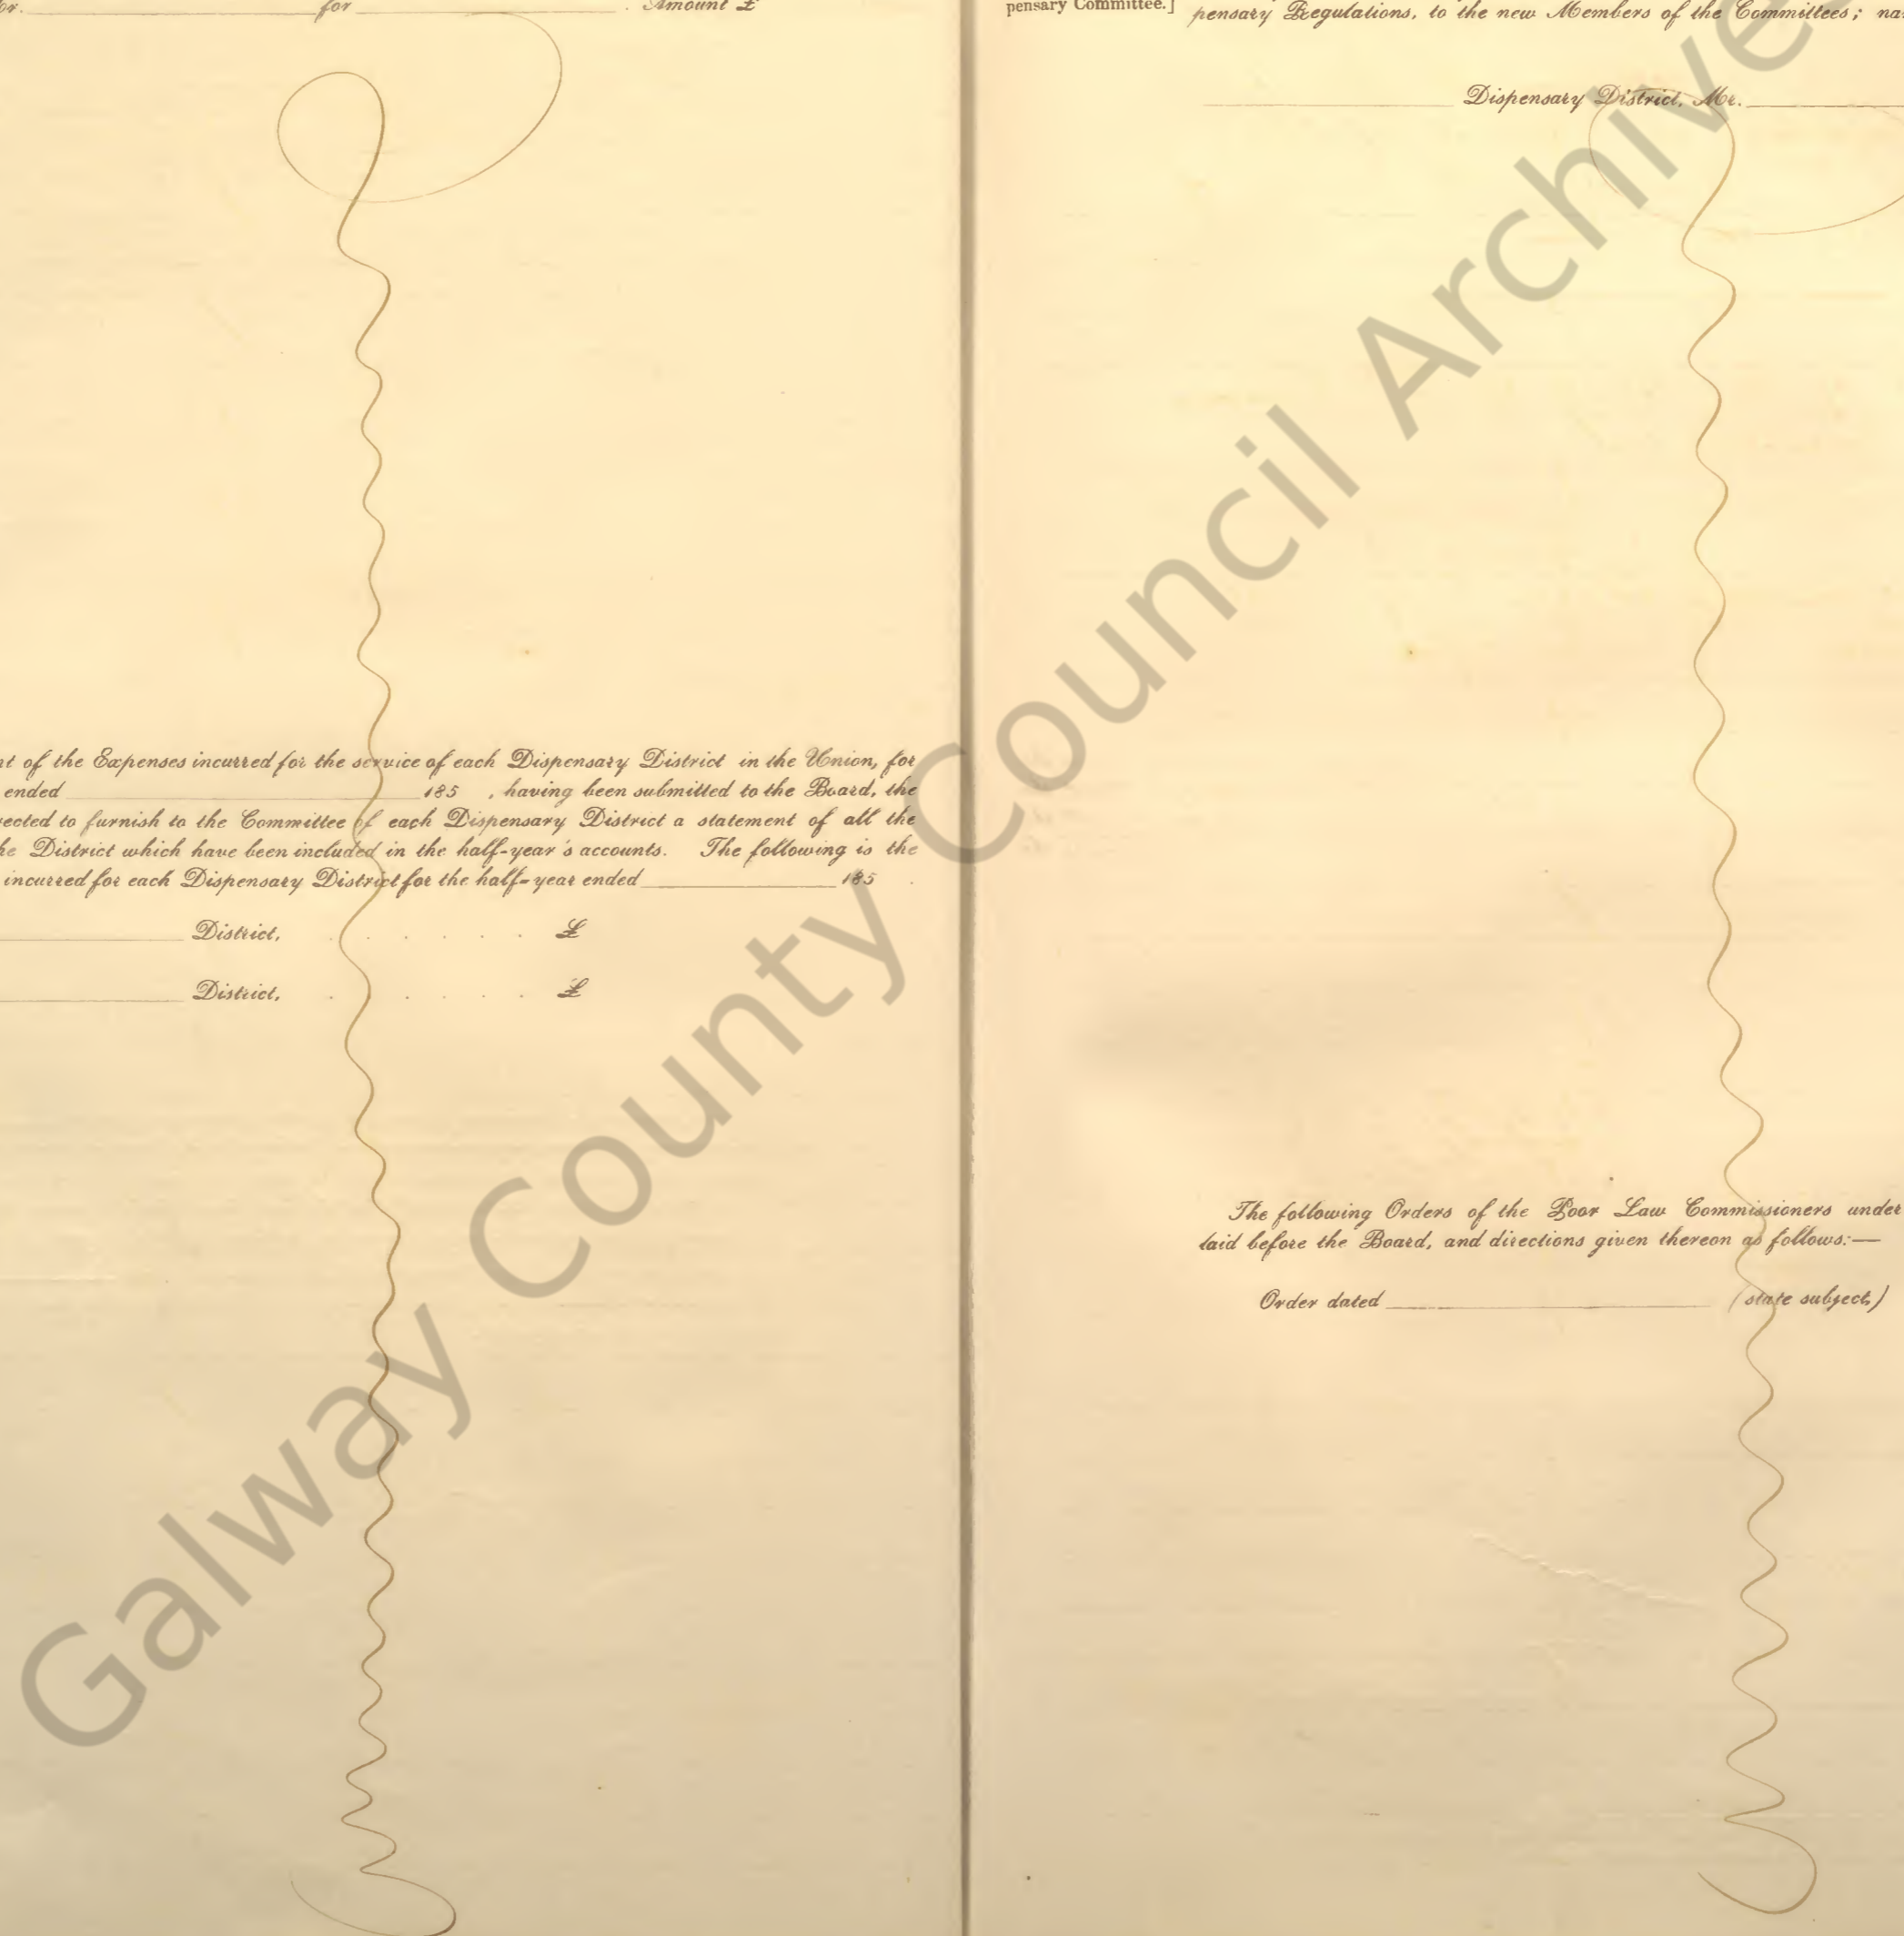 or. for . Amount £
nt of the Expenses incurred for the service of each Dispensary District in the Union, for
ended 185 , having been submitted to the Board, the
rected to furnish to the Committee of each Dispensary District a statement of all the
he District which have been included in the half-year's accounts. The following is the
incurred for each Dispensary District for the half-year ended 185 .
District, . . . . . £
District, . . . . . £
pensary Committee.]
pensary Regulations, to the new Members of the Committees; na
Dispensary District, Mr.
The following Orders of the Poor Law Commissioners under
laid before the Board, and directions given thereon as follows:—
Order dated (state subject)
Galway County Council Archive